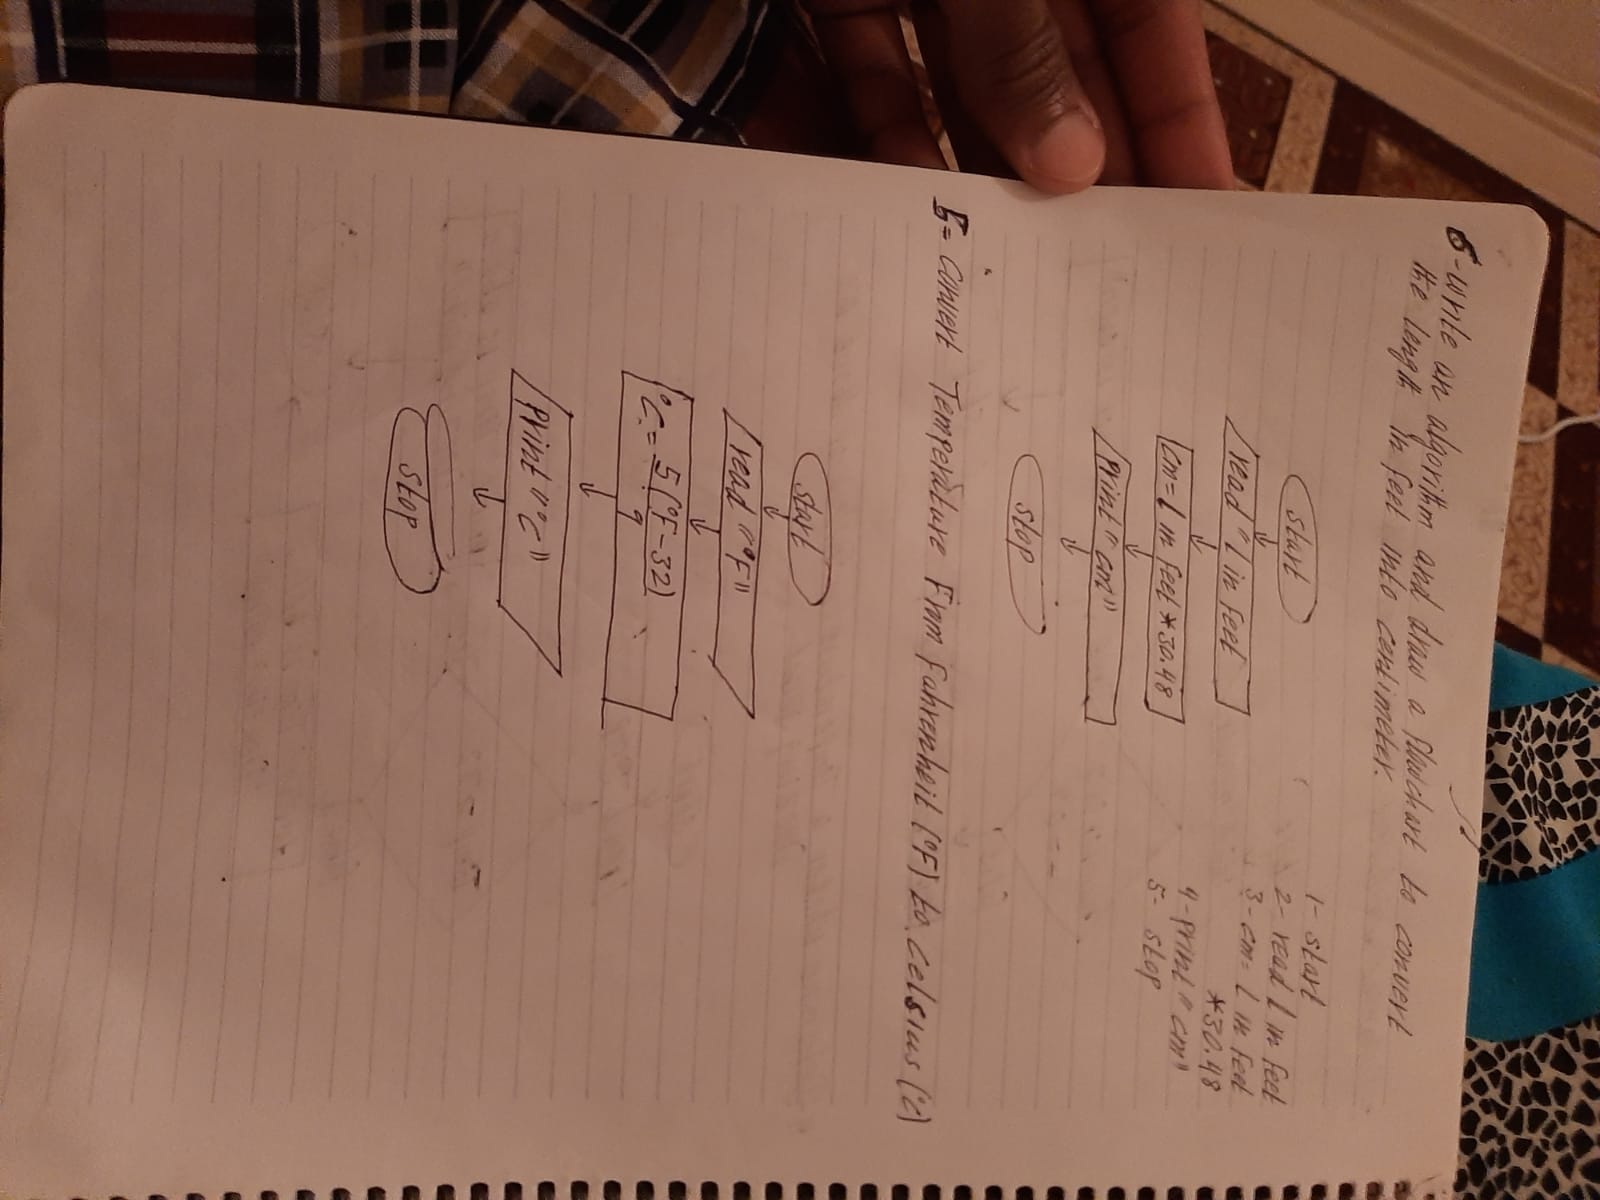 6-write an algorithm and draw a flowchart to convert
the length in feet into centimeter.
start
read "L in feet
cm=L in feet *30.48
print "cm"
stop
1- start
2- read L in feet
3- cm= L in feet
*30.48
4- print "cm"
5- stop
= convert Temperature From Fahrenheit (°F) to celsius (°c)
start
read "°F"
°C = 5/9 (°F-32)
print "°C"
stop